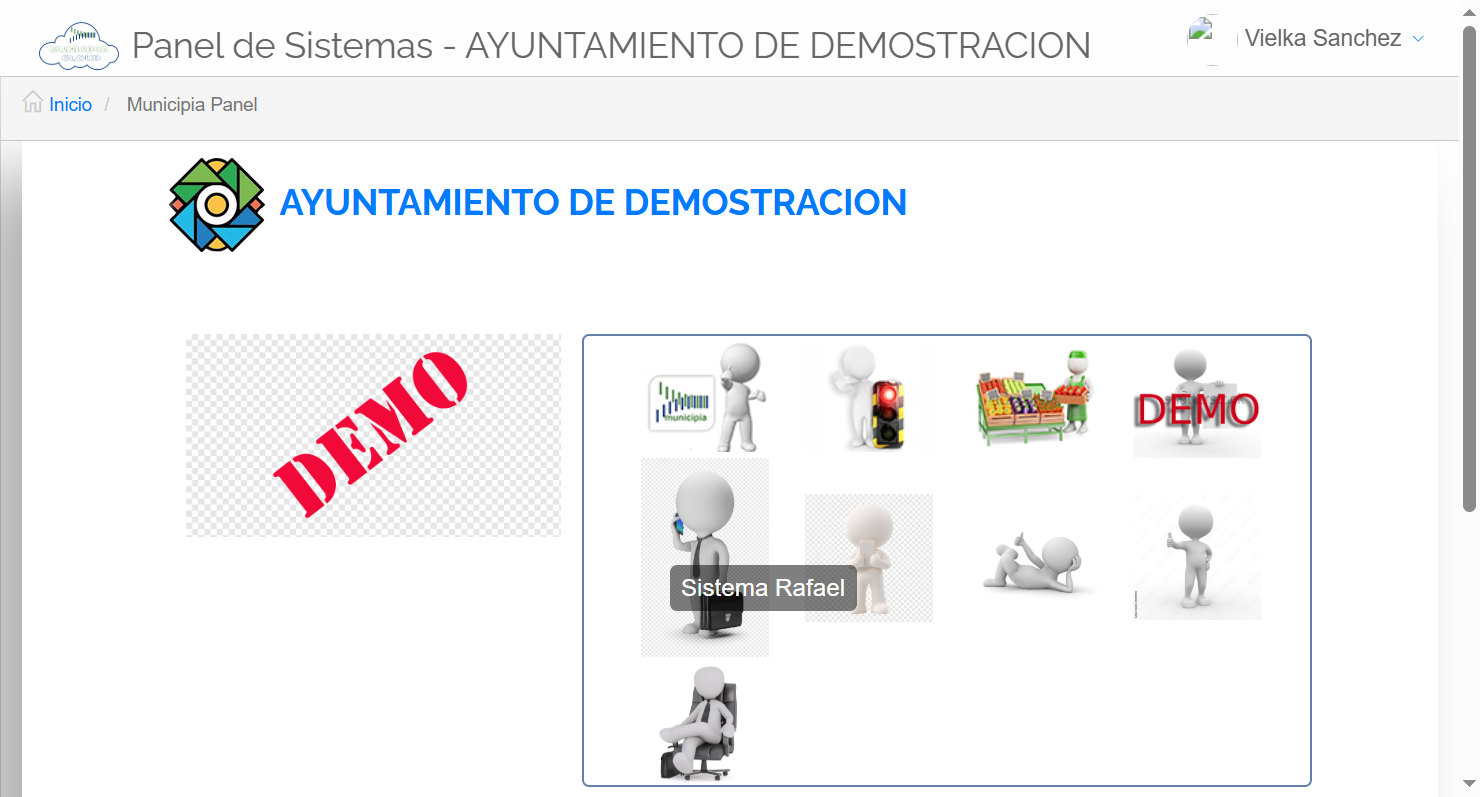 Panel de Sistemas - AYUNTAMIENTO DE DEMOSTRACION
Vielka Sanchez
Inicio / Municipia Panel
AYUNTAMIENTO DE DEMOSTRACION
DEMO
municipia
DEMO
Sistema Rafael